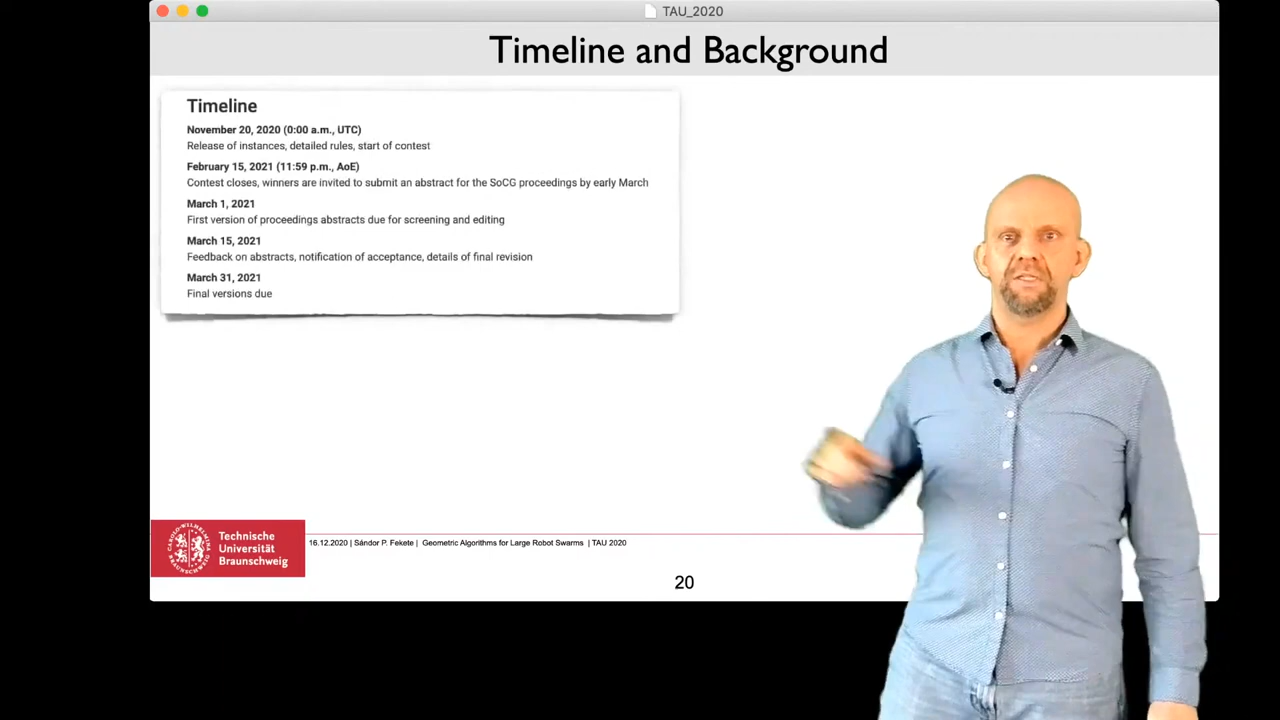 TAU_2020
Timeline and Background
Timeline
November 20, 2020 (0:00 a.m., UTC)
Release of instances, detailed rules, start of contest
February 15, 2021 (11:59 p.m., AoE)
Contest closes, winners are invited to submit an abstract for the SoCG proceedings by early March
March 1, 2021
First version of proceedings abstracts due for screening and editing
March 15, 2021
Feedback on abstracts, notification of acceptance, details of final revision
March 31, 2021
Final versions due
Technische
Universität
Braunschweig
16.12.2020 | Sándor P. Fekete | Geometric Algorithms for Large Robot Swarms | TAU 2020
20